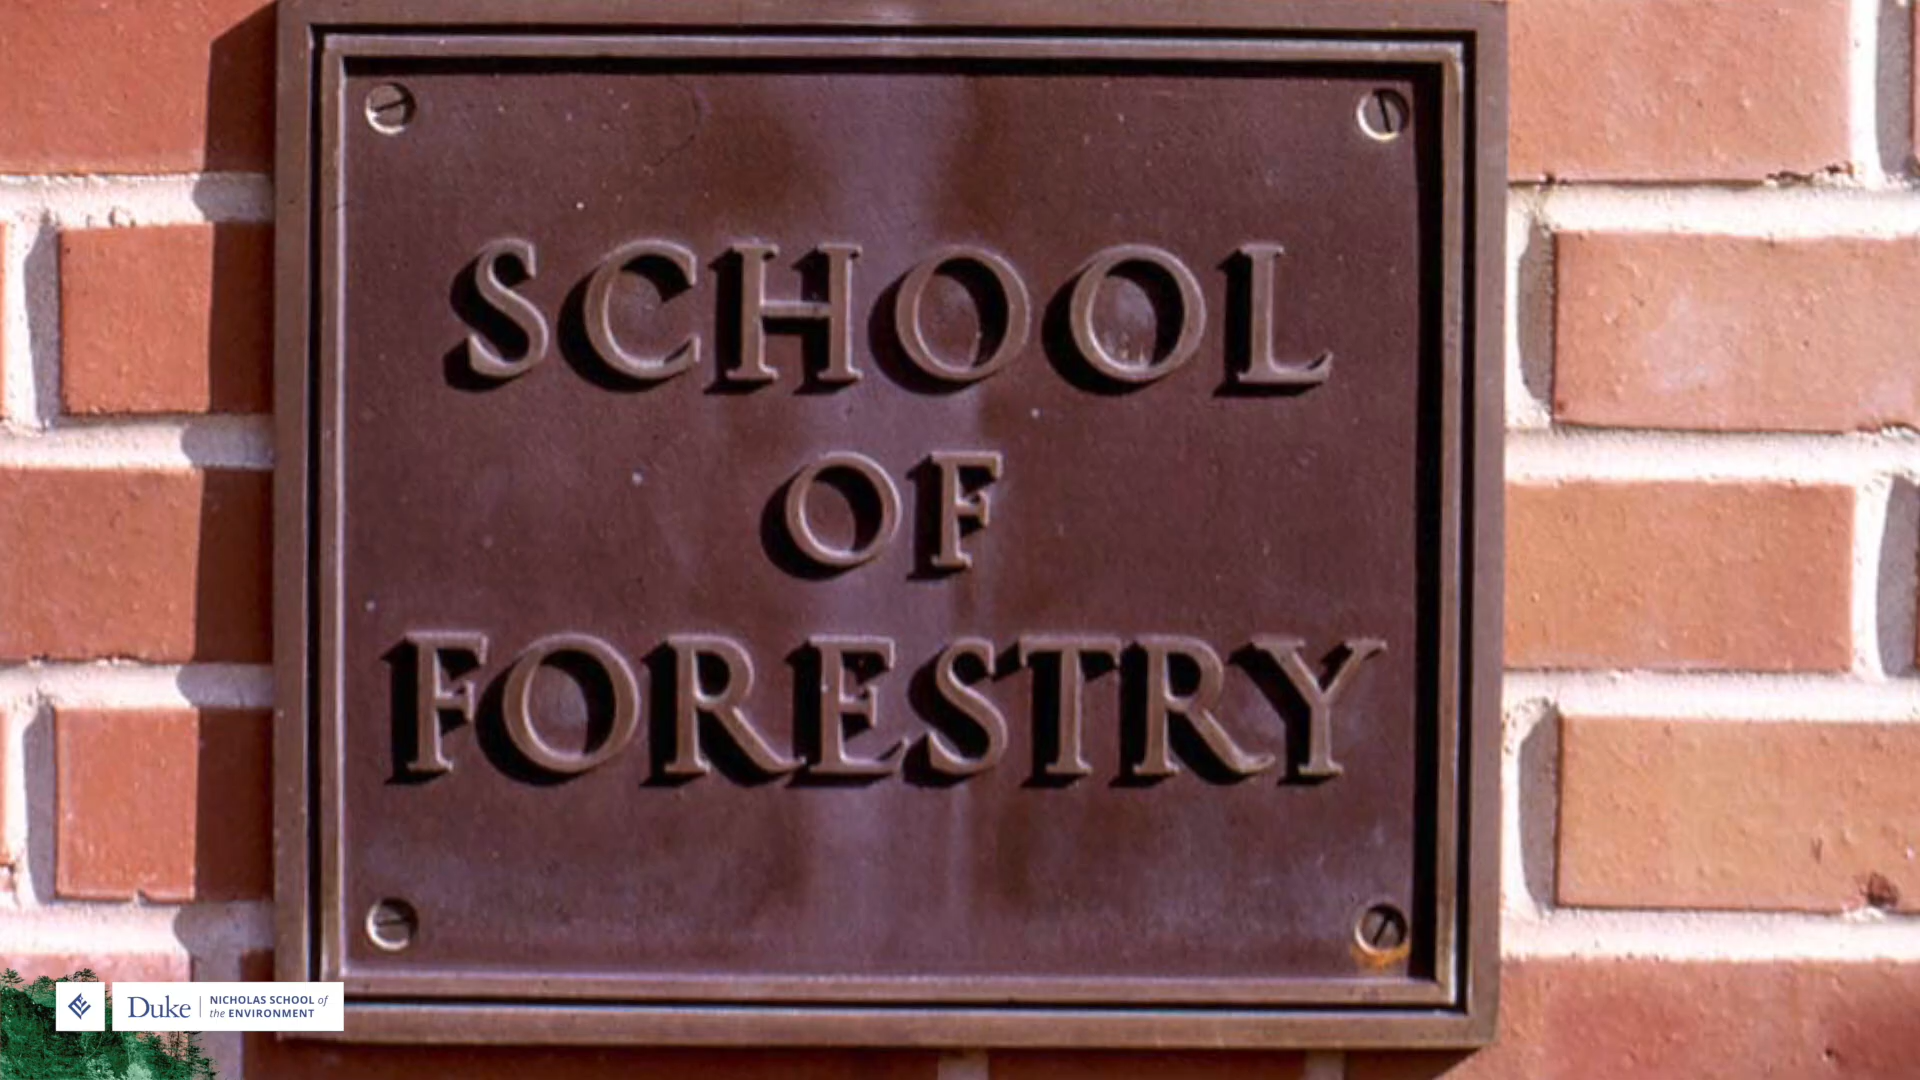 SCHOOL
OF
FORESTRY
Duke
NICHOLAS SCHOOL of
the ENVIRONMENT